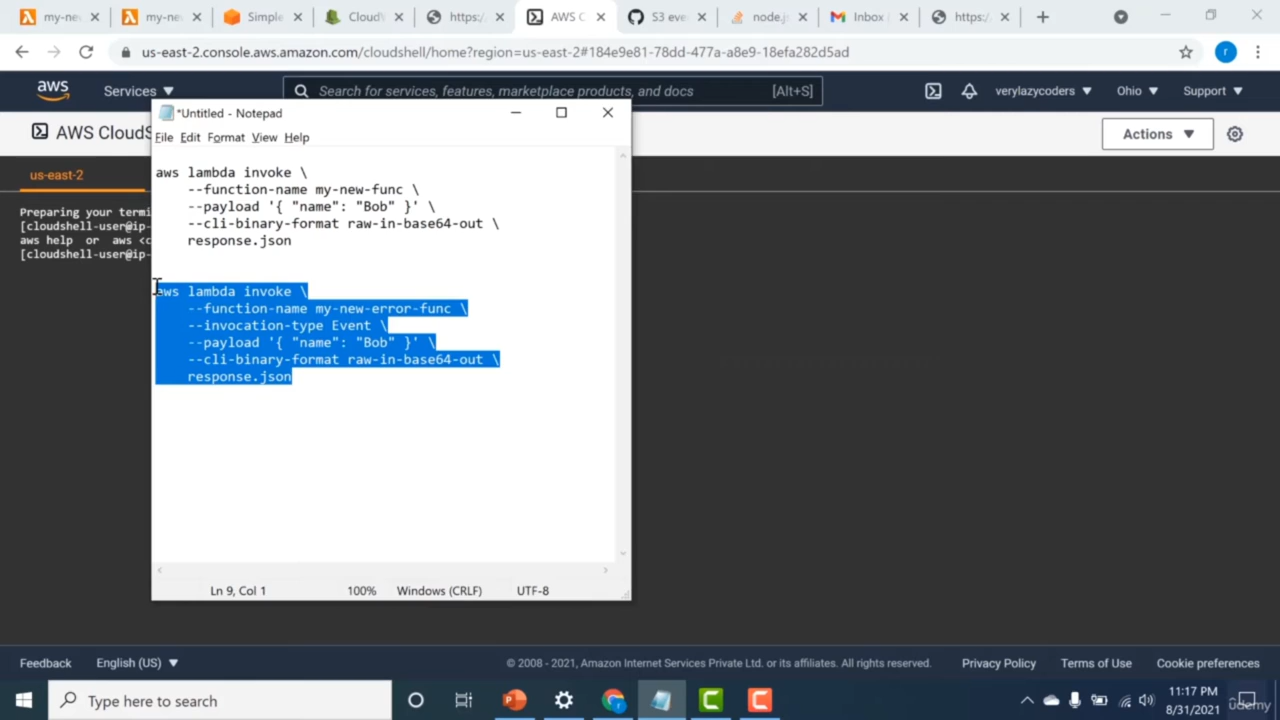 my-ne
my-nev
Simple
Cloud
https:/
AWS C
S3 eve
node.j
Inbox
https:/
us-east-2.console.aws.amazon.com/cloudshell/home?region=us-east-2#184e9e81-78dd-477a-a8e9-18efa282d5ad
r
aws
Services
Search for services, features, marketplace products, and docs
[Alt+S]
verylazycoders
Ohio
Support
AWS CloudS
Actions
us-east-2
Preparing your termi
[cloudshell-user@ip-
aws help or aws <c
[cloudshell-user@ip-
*Untitled - Notepad
File Edit Format View Help
aws lambda invoke \
--function-name my-new-func \
--payload '{ "name": "Bob" }' \
--cli-binary-format raw-in-base64-out \
response.json
aws lambda invoke \
--function-name my-new-error-func \
--invocation-type Event \
--payload '{ "name": "Bob" }' \
--cli-binary-format raw-in-base64-out \
response.json
Ln 9, Col 1
100%
Windows (CRLF)
UTF-8
Feedback
English (US)
© 2008 - 2021, Amazon Internet Services Private Ltd. or its affiliates. All rights reserved.
Privacy Policy
Terms of Use
Cookie preferences
Type here to search
11:17 PM
8/31/2021
udemy